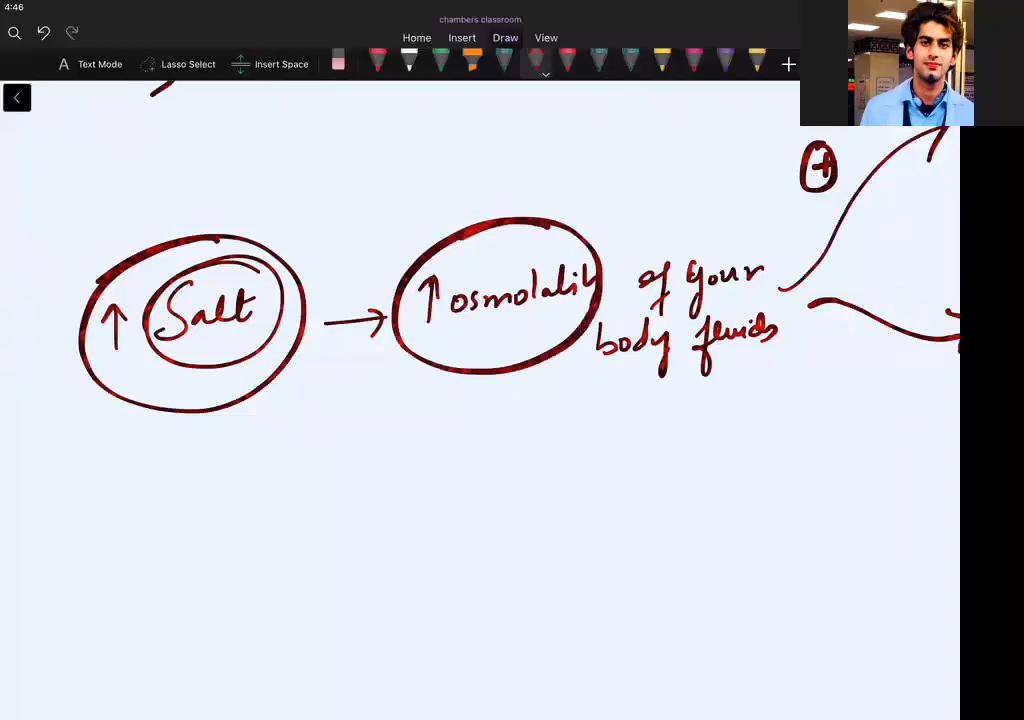 4:46
chambers classroom
Home Insert Draw View
A Text Mode Lasso Select Insert Space
+
↑ Salt → ↑ osmolalit of your
body fluids